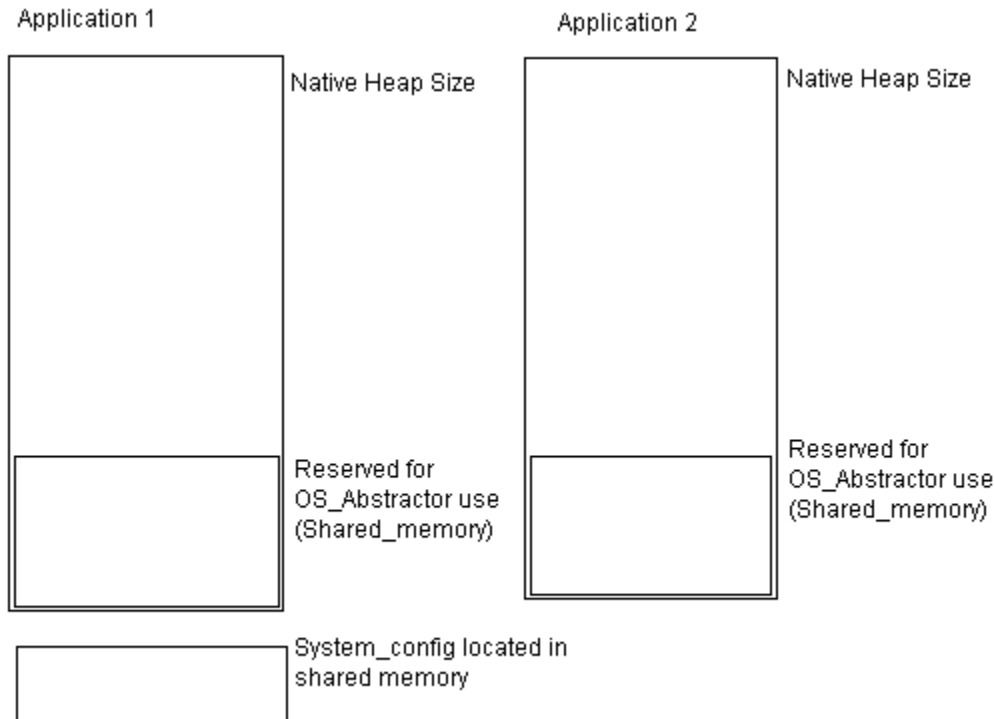 Application 1
Application 2
Native Heap Size
Native Heap Size
Reserved for
OS_Abstractor use
(Shared_memory)
Reserved for
OS_Abstractor use
(Shared_memory)
System_config located in
shared memory